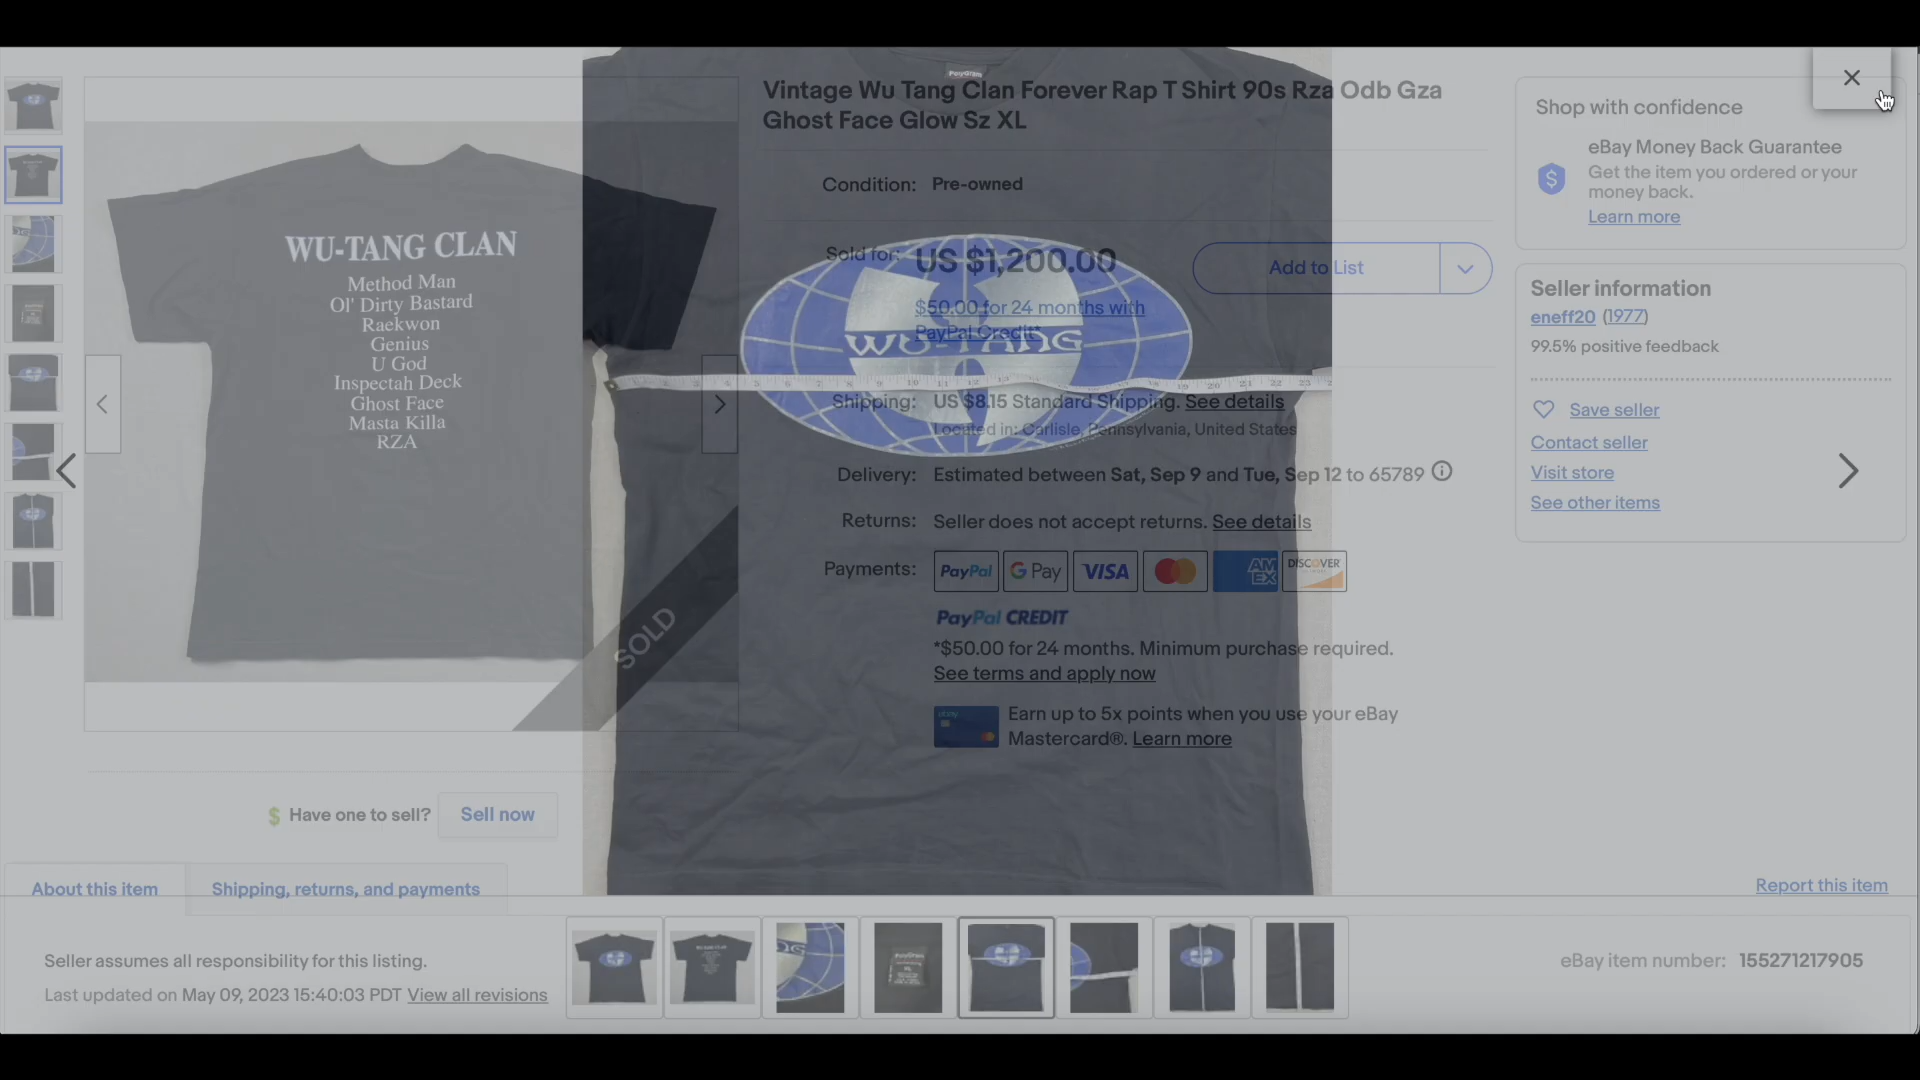 PolyGram
Vintage Wu Tang Clan Forever Rap T Shirt 90s Rza Odb Gza
Ghost Face Glow Sz XL
Condition: Pre-owned
Sold for: US $1,200.00
Add to List
$50.00 for 24 months with
PayPal Credit*
WU-TANG
Shipping: US $8.15 Standard Shipping. See details
Located in: Carlisle, Pennsylvania, United States
Delivery: Estimated between Sat, Sep 9 and Tue, Sep 12 to 65789
Returns: Seller does not accept returns. See details
Payments: PayPal G Pay VISA AM EX DISCOVER
PayPal CREDIT
*$50.00 for 24 months. Minimum purchase required.
See terms and apply now
ebay
Earn up to 5x points when you use your eBay
Mastercard®. Learn more
WU-TANG CLAN
Method Man
Ol' Dirty Bastard
Raekwon
Genius
U God
Inspectah Deck
Ghost Face
Masta Killa
RZA
SOLD
Shop with confidence
eBay Money Back Guarantee
Get the item you ordered or your
money back.
Learn more
Seller information
eneff20 (1977)
99.5% positive feedback
Save seller
Contact seller
Visit store
See other items
Have one to sell? Sell now
About this item
Shipping, returns, and payments
Report this item
Seller assumes all responsibility for this listing.
Last updated on May 09, 2023 15:40:03 PDT View all revisions
eBay item number: 155271217905